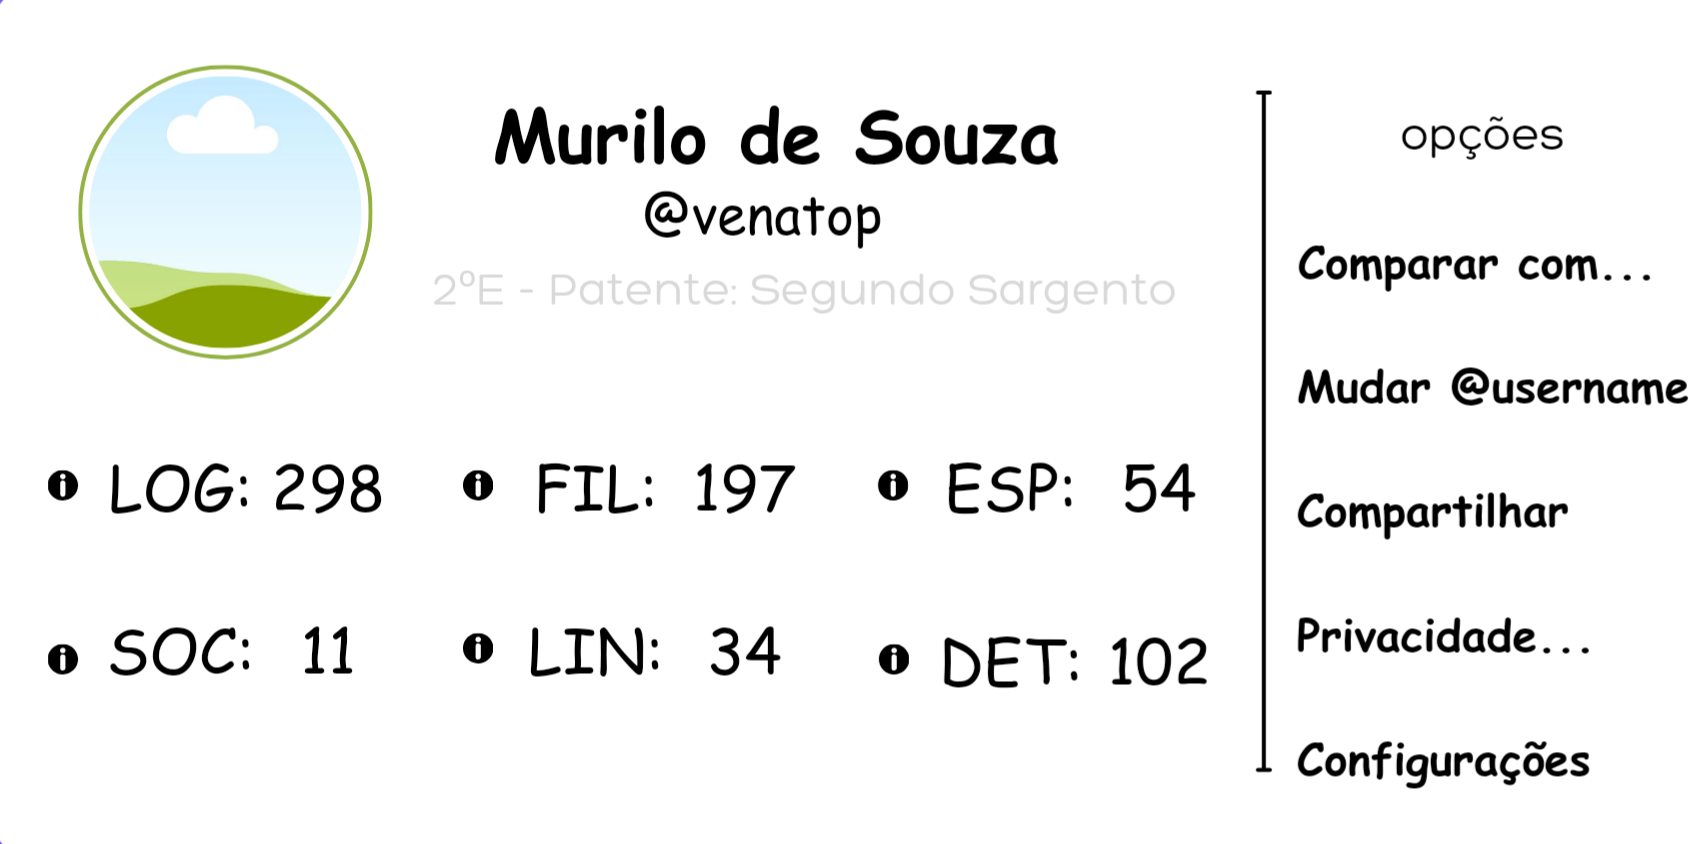 Murilo de Souza
@venatop
2ºE - Patente: Segundo Sargento
LOG: 298
FIL: 197
ESP: 54
SOC: 11
LIN: 34
DET: 102
opções
Comparar com...
Mudar @username
Compartilhar
Privacidade...
Configurações